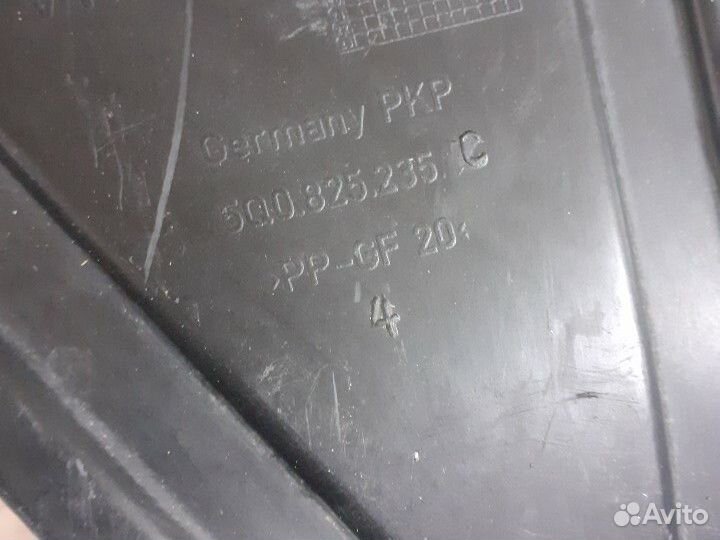 Germany PKP
5Q0.825.235 C
>PP-GF 20<
4
Avito